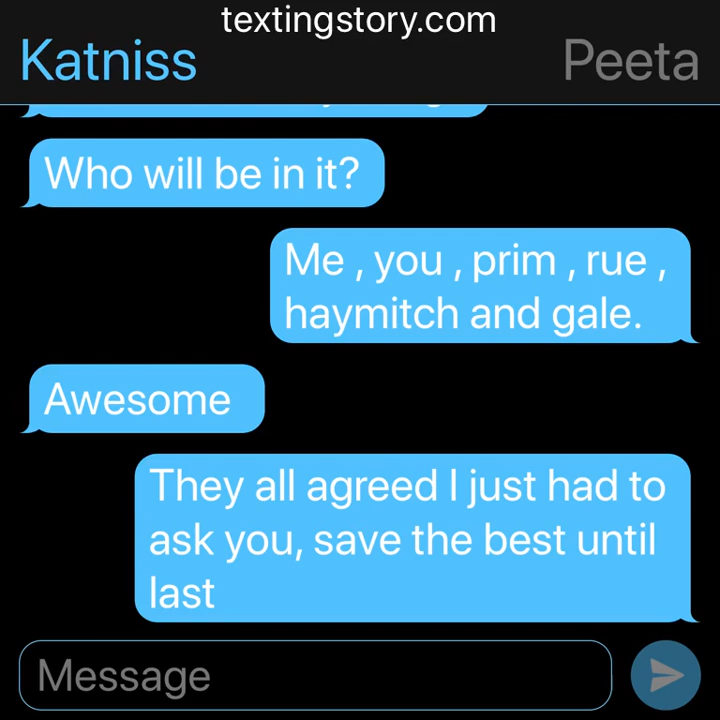 textingstory.com
Katniss
Peeta
Who will be in it?
Me , you , prim , rue ,
haymitch and gale.
Awesome
They all agreed I just had to
ask you, save the best until
last
Message